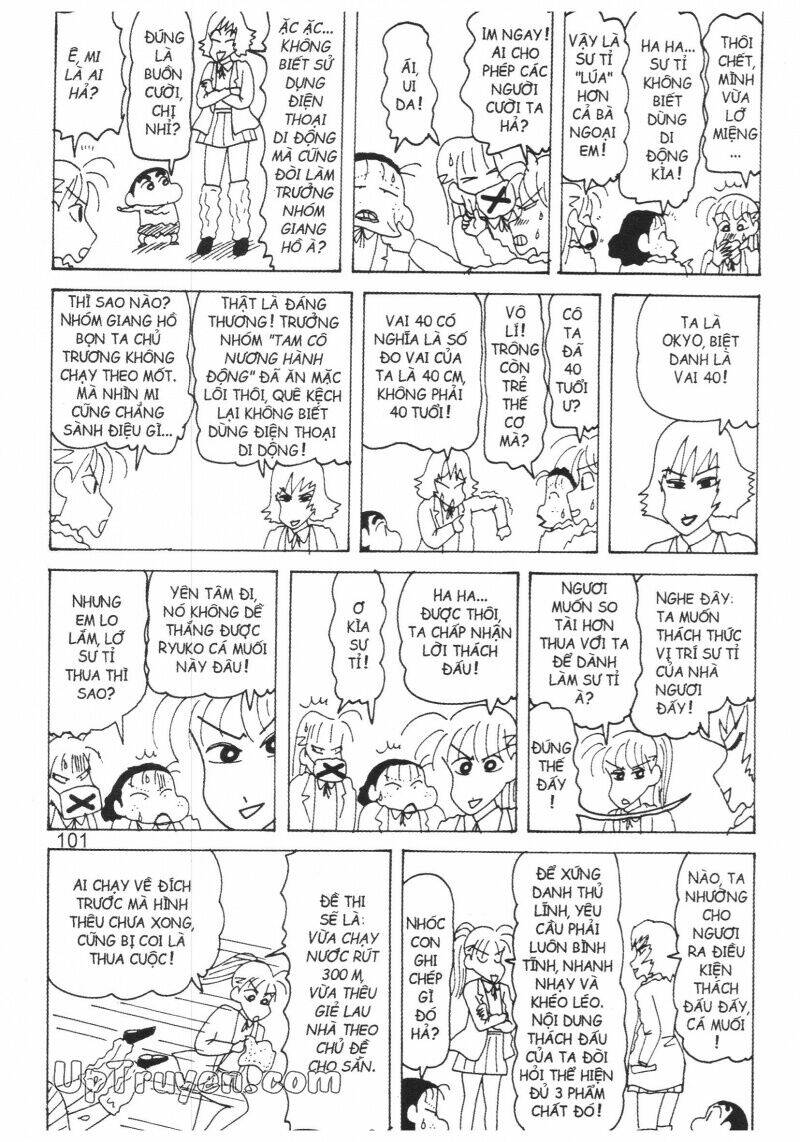 THÔI
CHẾT,
MÌNH
VỪA
LỠ
MIỆNG
...
HA HA...
SƯ TỈ
KHÔNG
BIẾT
DÙNG
DI
ĐỘNG
KÌA!
VẬY LÀ
SƯ TỈ
"LÚA"
HƠN
CẢ BÀ
NGOẠI
EM!
IM NGAY!
AI CHO
PHÉP CÁC
NGƯỜI
CƯỜI TA
HẢ?
ÁI,
UI
DA!
ẶC ẶC...
KHÔNG
BIẾT SỬ
DỤNG
ĐIỆN
THOẠI
DI ĐỘNG
MÀ CŨNG
ĐÒI LÀM
TRƯỞNG
NHÓM
GIANG
HỒ À?
ĐÚNG
LÀ
BUỒN
CƯỜI,
CHỊ
NHỈ?
Ê, MI
LÀ AI
HẢ?
TA LÀ
OKYO, BIỆT
DANH LÀ
VAI 40!
CÔ
TA ĐÃ
40
TUỔI
Ư?
VÔ
LÍ!
TRÔNG
CÒN
TRẺ
THẾ
CƠ
MÀ?
VAI 40 CÓ
NGHĨA LÀ SỐ
ĐO VAI CỦA
TA LÀ 40 CM,
KHÔNG PHẢI
40 TUỔI!
THẬT LÀ ĐÁNG
THƯƠNG! TRƯỞNG
NHÓM "TAM CÔ
NƯƠNG HÀNH
ĐỘNG" ĐÃ ĂN MẶC
LÔI THÔI, QUÊ KỆCH
LẠI KHÔNG BIẾT
DÙNG ĐIỆN THOẠI
DI DỘNG!
THÌ SAO NÀO?
NHÓM GIANG HỒ
BỌN TA CHỦ
TRƯƠNG KHÔNG
CHẠY THEO MỐT.
MÀ NHÌN MI
CŨNG CHẲNG
SÀNH ĐIỆU GÌ...
NGHE ĐÂY:
TA MUỐN
THÁCH THỨC
VỊ TRÍ SƯ TỈ
CỦA NHÀ
NGƯƠI
ĐẤY!
NGƯƠI
MUỐN SO
TÀI HƠN
THUA VỚI TA
ĐỂ DÀNH
LÀM SƯ TỈ
À?
ĐÚNG
THẾ
ĐẤY
!
HA HA...
ĐƯỢC THÔI,
TA CHẤP NHẬN
LỜI THÁCH
ĐẤU!
Ơ
KÌA
SƯ
TỈ!
YÊN TÂM ĐI,
NÓ KHÔNG DỄ
THẮNG ĐƯỢC
RYUKO CÁ MUỐI
NÀY ĐÂU!
NHƯNG
EM LO
LẮM, LỠ
SƯ TỈ
THUA THÌ
SAO?
101
NÀO, TA
NHƯỜNG
CHO
NGƯƠI
RA ĐIỀU
KIỆN
THÁCH
ĐẤU ĐẤY,
CÁ MUỐI
!
ĐỂ XỨNG
DANH THỦ
LĨNH, YÊU
CẦU PHẢI
LUÔN BÌNH
TĨNH, NHANH
NHẠY VÀ
KHÉO LÉO.
NỘI DUNG
THÁCH ĐẤU
CỦA TA ĐÒI
HỎI THỂ HIỆN
ĐỦ 3 PHẨM
CHẤT ĐÓ!
NHÓC
CON
GHI
CHÉP
GÌ
ĐÓ
HẢ?
ĐỀ THI
SẼ LÀ:
VỪA CHẠY
NƯỚC RÚT
300 M,
VỪA THÊU
GIẺ LAU
NHÀ THEO
CHỦ ĐỀ
CHO SẴN.
AI CHẠY VỀ ĐÍCH
TRƯỚC MÀ HÌNH
THÊU CHƯA XONG,
CŨNG BỊ COI LÀ
THUA CUỘC!
UpTruyen.com